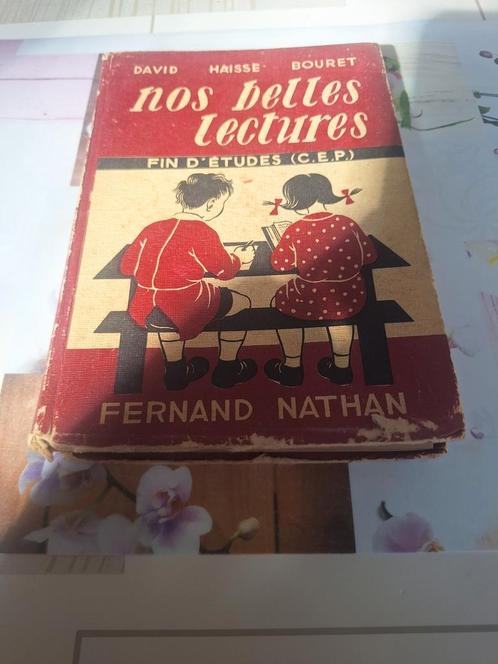 DAVID HAISSE BOURET
nos belles
lectures
FIN D'ÉTUDES (C.E.P.)
FERNAND NATHAN